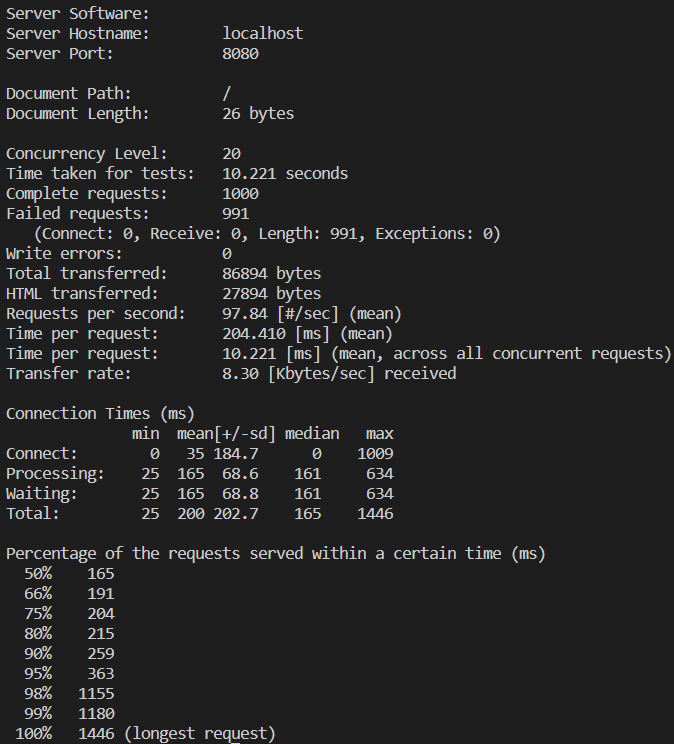 Server Software:
Server Hostname:        localhost
Server Port:            8080

Document Path:          /
Document Length:        26 bytes

Concurrency Level:      20
Time taken for tests:   10.221 seconds
Complete requests:      1000
Failed requests:        991
   (Connect: 0, Receive: 0, Length: 991, Exceptions: 0)
Write errors:           0
Total transferred:      86894 bytes
HTML transferred:       27894 bytes
Requests per second:    97.84 [#/sec] (mean)
Time per request:       204.410 [ms] (mean)
Time per request:       10.221 [ms] (mean, across all concurrent requests)
Transfer rate:          8.30 [Kbytes/sec] received

Connection Times (ms)
              min  mean[+/-sd] median   max
Connect:        0   35 184.7      0    1009
Processing:    25  165  68.6    161     634
Waiting:       25  165  68.8    161     634
Total:         25  200 202.7    165    1446

Percentage of the requests served within a certain time (ms)
  50%    165
  66%    191
  75%    204
  80%    215
  90%    259
  95%    363
  98%   1155
  99%   1180
 100%   1446 (longest request)